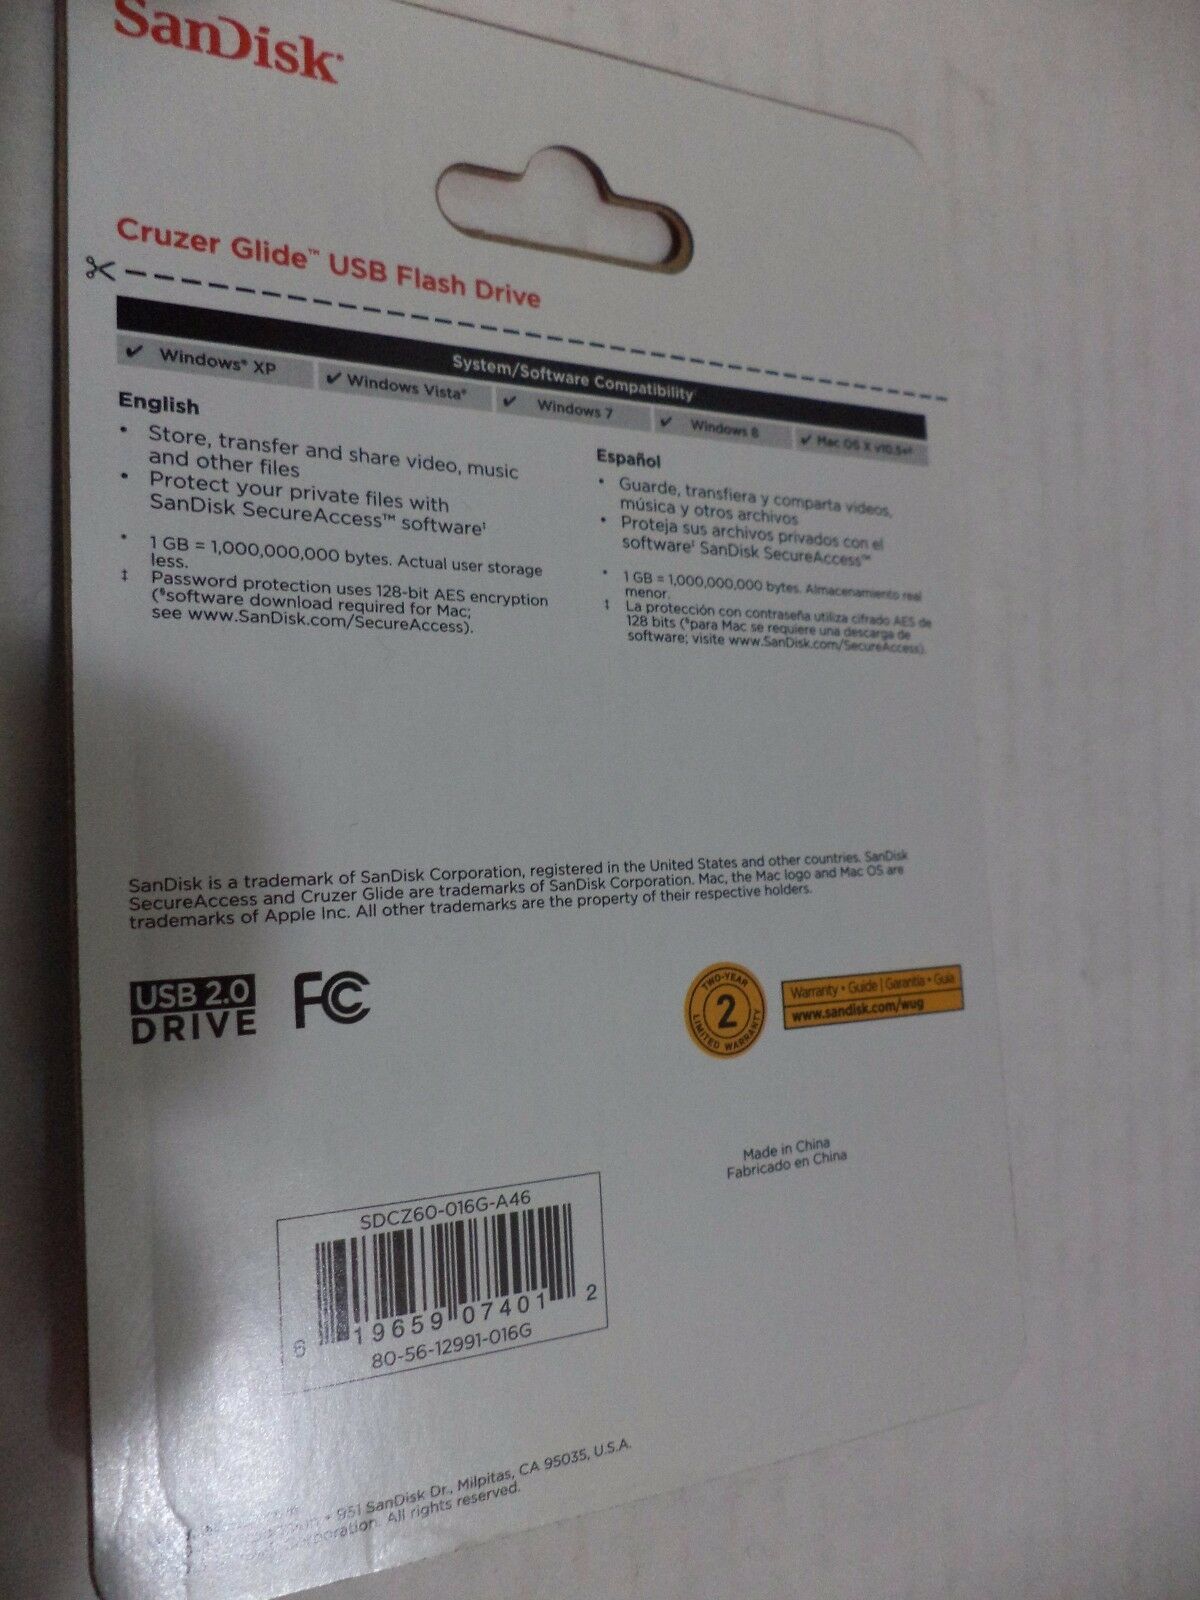 SanDisk
Cruzer Glide™ USB Flash Drive
System/Software Compatibility
✔ Windows® XP ✔ Windows Vista® ✔ Windows 7 ✔ Windows 8 ✔ Mac OS X v10.5+‡
English
• Store, transfer and share video, music
and other files
• Protect your private files with
SanDisk SecureAccess™ software‡
* 1 GB = 1,000,000,000 bytes. Actual user storage
less.
‡ Password protection uses 128-bit AES encryption
(software download required for Mac;
see www.SanDisk.com/SecureAccess).
Español
• Guarde, transfiera y comparta videos,
música y otros archivos
• Proteja sus archivos privados con el
software‡ SanDisk SecureAccess™
* 1 GB = 1,000,000,000 bytes. Almacenamiento real
menor.
‡ La protección con contraseña utiliza cifrado AES de
128 bits (para Mac se requiere una descarga de
software; visite www.SanDisk.com/SecureAccess).
SanDisk is a trademark of SanDisk Corporation, registered in the United States and other countries. SanDisk
SecureAccess and Cruzer Glide are trademarks of SanDisk Corporation. Mac, the Mac logo and Mac OS are
trademarks of Apple Inc. All other trademarks are the property of their respective holders.
USB 2.0
DRIVE
FC
TWO-YEAR
2
LIMITED WARRANTY
Warranty • Guide | Garantía • Guía
www.sandisk.com/wug
Made in China
Fabricado en China
SDCZ60-016G-A46
6 19659 07401 2
80-56-12991-016G
• 951 SanDisk Dr., Milpitas, CA 95035, U.S.A.
Corporation. All rights reserved.